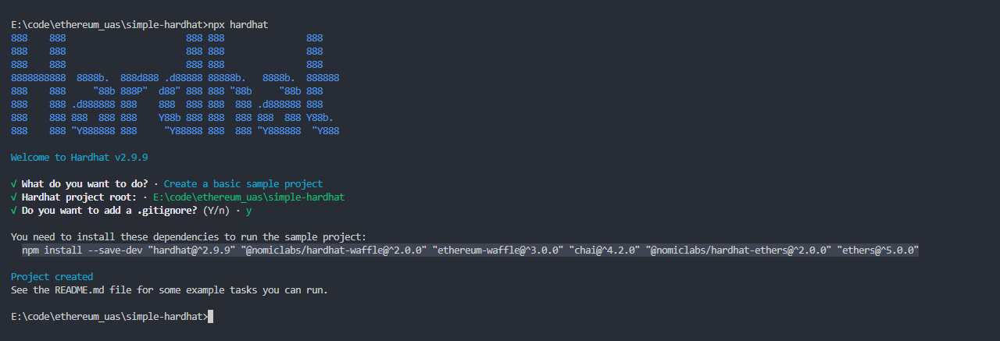 E:\code\ethereum_uas\simple-hardhat>npx hardhat
888    888                      888 888               888
888    888                      888 888               888
888    888                      888 888               888
8888888888  8888b.  888d888 .d88888 88888b.   8888b.  888888
888    888     "88b 888P"  d88" 888 888 "88b     "88b 888
888    888 .d888888 888    888  888 888  888 .d888888 888
888    888 888  888 888    Y88b 888 888  888 888  888 Y88b.
888    888 "Y888888 888     "Y88888 888  888 "Y888888  "Y888
Welcome to Hardhat v2.9.9
√ What do you want to do? · Create a basic sample project
√ Hardhat project root: · E:\code\ethereum_uas\simple-hardhat
√ Do you want to add a .gitignore? (Y/n) · y
You need to install these dependencies to run the sample project:
npm install --save-dev "hardhat@^2.9.9" "@nomiclabs/hardhat-waffle@^2.0.0" "ethereum-waffle@^3.0.0" "chai@^4.2.0" "@nomiclabs/hardhat-ethers@^2.0.0" "ethers@^5.0.0"
Project created
See the README.md file for some example tasks you can run.
E:\code\ethereum_uas\simple-hardhat>